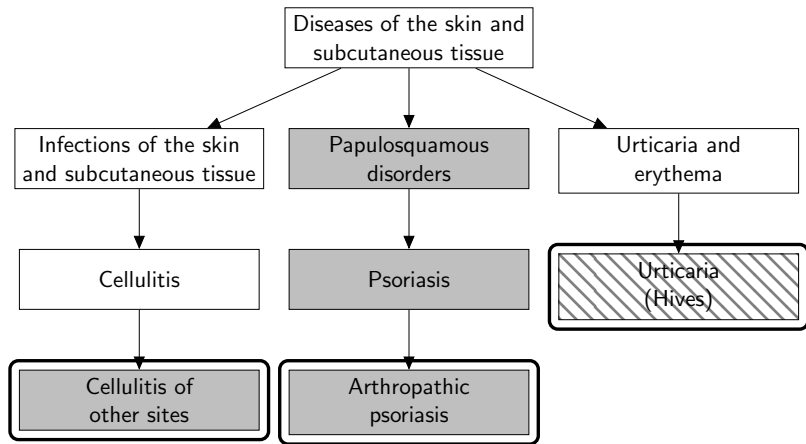 Diseases of the skin and
subcutaneous tissue
Infections of the skin
and subcutaneous tissue
Papulosquamous
disorders
Urticaria and
erythema
Cellulitis
Psoriasis
Urticaria
(Hives)
Cellulitis of
other sites
Arthropathic
psoriasis